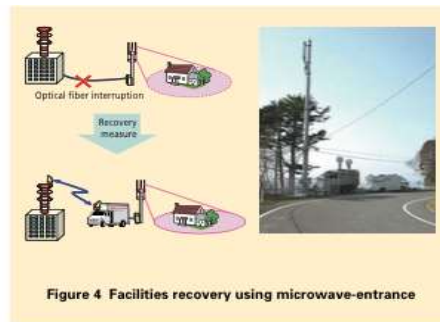 Optical fiber interruption
Recovery
measure
Figure 4 Facilities recovery using microwave-entrance